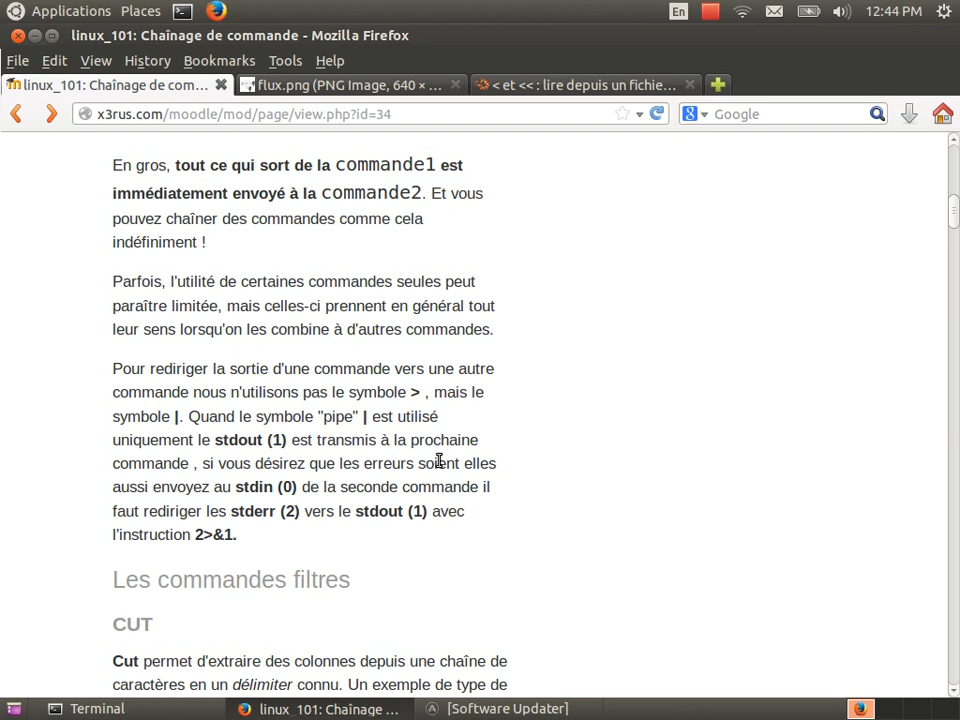 Applications Places En 12:44 PM
linux_101: Chaînage de commande - Mozilla Firefox
File Edit View History Bookmarks Tools Help
linux_101: Chaînage de com... flux.png (PNG Image, 640 × ... < et << : lire depuis un fichie...
x3rus.com/moodle/mod/page/view.php?id=34 Google
En gros, tout ce qui sort de la commande1 est
immédiatement envoyé à la commande2. Et vous
pouvez chaîner des commandes comme cela
indéfiniment !
Parfois, l'utilité de certaines commandes seules peut
paraître limitée, mais celles-ci prennent en général tout
leur sens lorsqu'on les combine à d'autres commandes.
Pour rediriger la sortie d'une commande vers une autre
commande nous n'utilisons pas le symbole > , mais le
symbole |. Quand le symbole "pipe" | est utilisé
uniquement le stdout (1) est transmis à la prochaine
commande , si vous désirez que les erreurs soient elles
aussi envoyez au stdin (0) de la seconde commande il
faut rediriger les stderr (2) vers le stdout (1) avec
l'instruction 2>&1.
Les commandes filtres
CUT
Cut permet d'extraire des colonnes depuis une chaîne de
caractères en un délimiter connu. Un exemple de type de
Terminal linux_101: Chaînage ... [Software Updater]